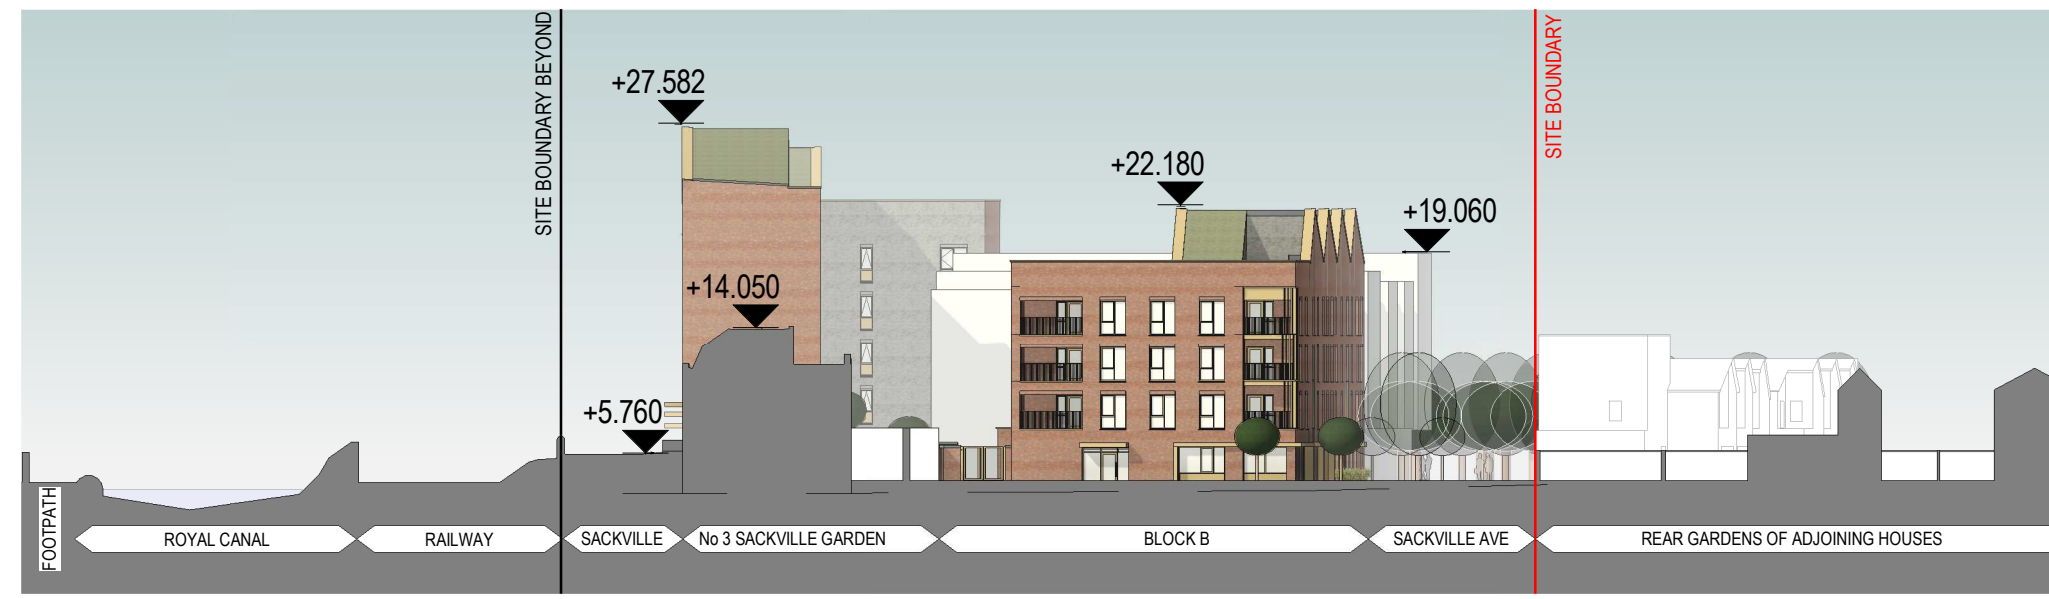 SITE BOUNDARY BEYOND
SITE BOUNDARY
+27.582
+22.180
+19.060
+14.050
+5.760
FOOTPATH
ROYAL CANAL
RAILWAY
SACKVILLE
No 3 SACKVILLE GARDEN
BLOCK B
SACKVILLE AVE
REAR GARDENS OF ADJOINING HOUSES